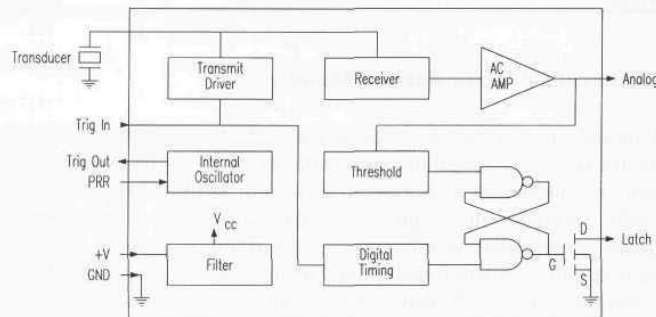 Transducer
Transmit
Driver
Receiver
AC
AMP
Analog
Trig In
Trig Out
PRR
Internal
Oscillator
Threshold
V CC
+V
GND
Filter
Digital
Timing
D
G
S
Latch